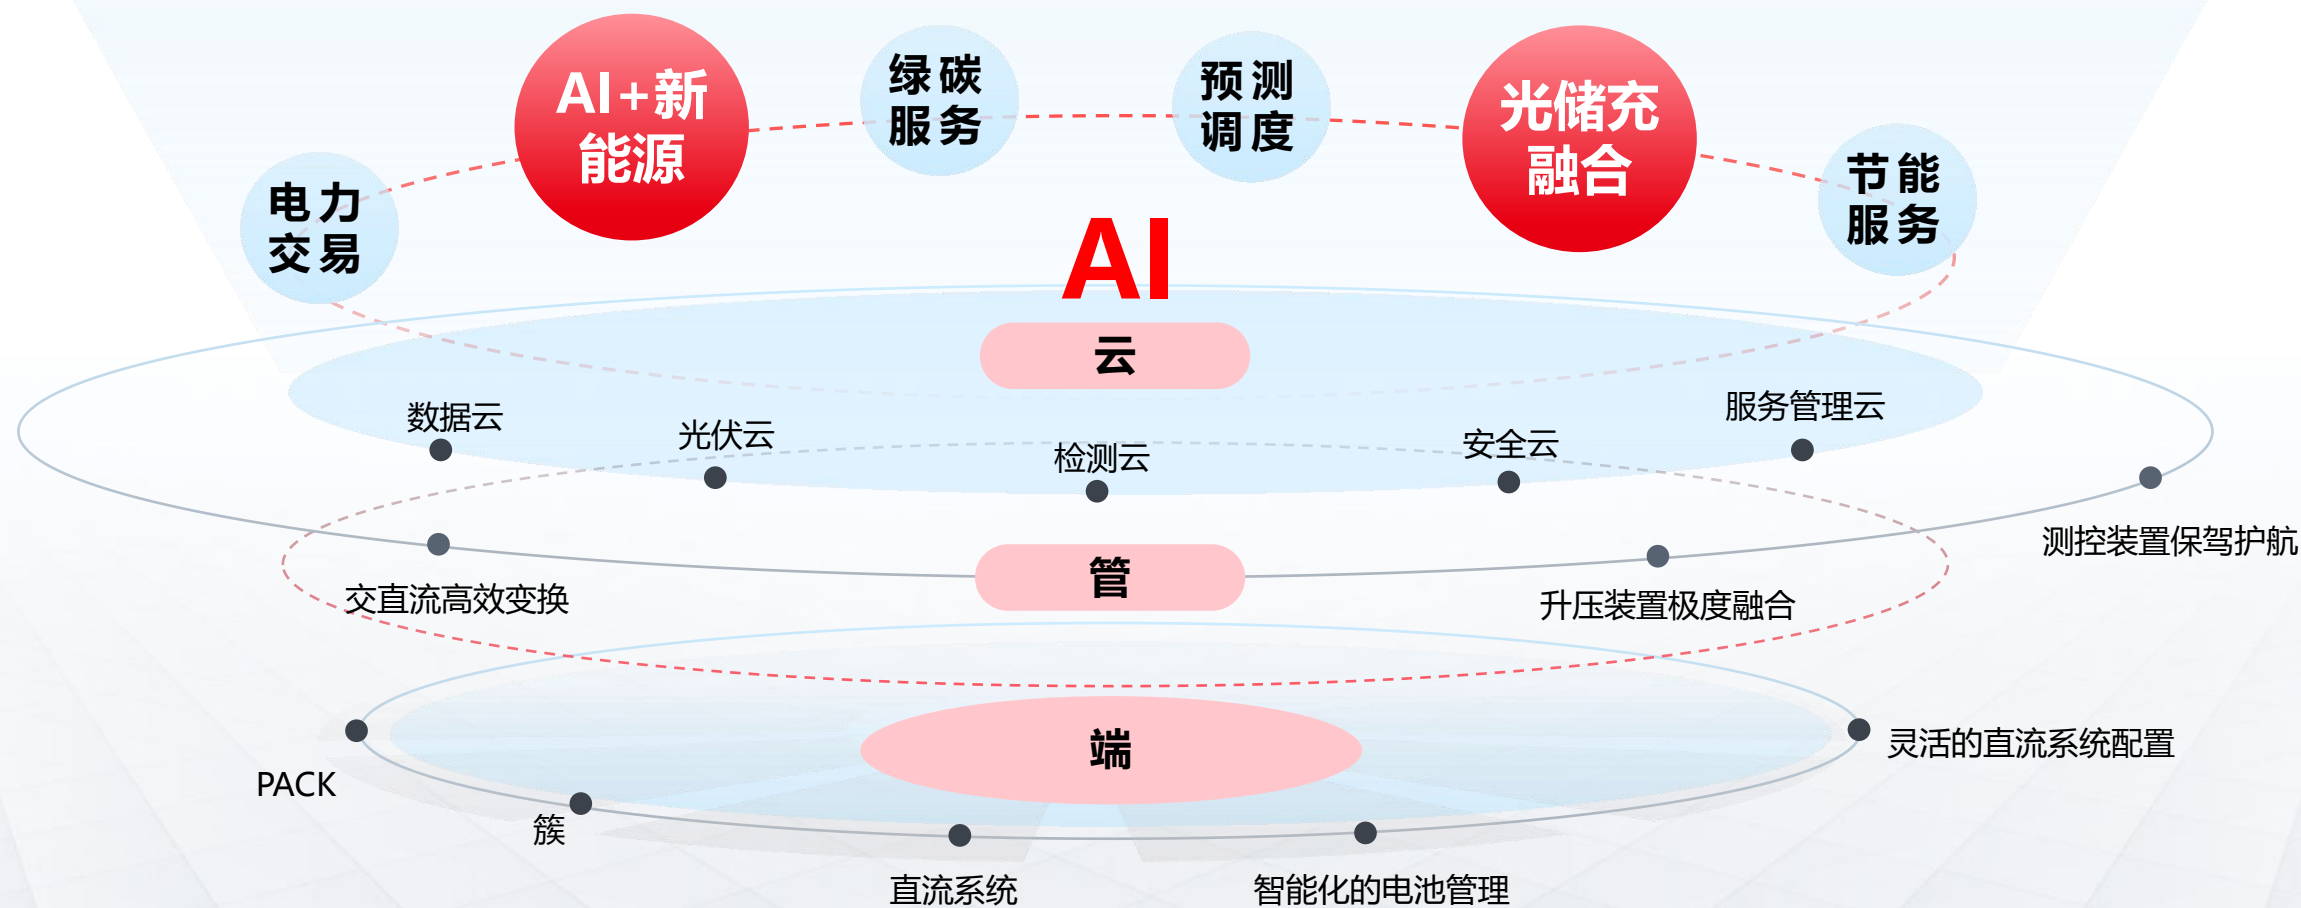 AI+新
能源
绿碳
服务
预测
调度
光储充
融合
电力
交易
节能
服务
AI
云
数据云
光伏云
检测云
安全云
服务管理云
测控装置保驾护航
管
交直流高效变换
升压装置极度融合
端
PACK
簇
直流系统
智能化的电池管理
灵活的直流系统配置